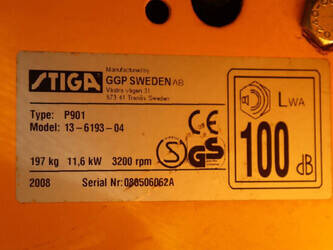 STIGA
Manufactured by
GGP SWEDEN AB
Västra vägen 31
573 41 Tranås Sweden
Type: P901
Model: 13-6193-04
197 kg 11,6 kW 3200 rpm
2008 Serial Nr: 080506062A
S
GS
CE
LWA
100 dB